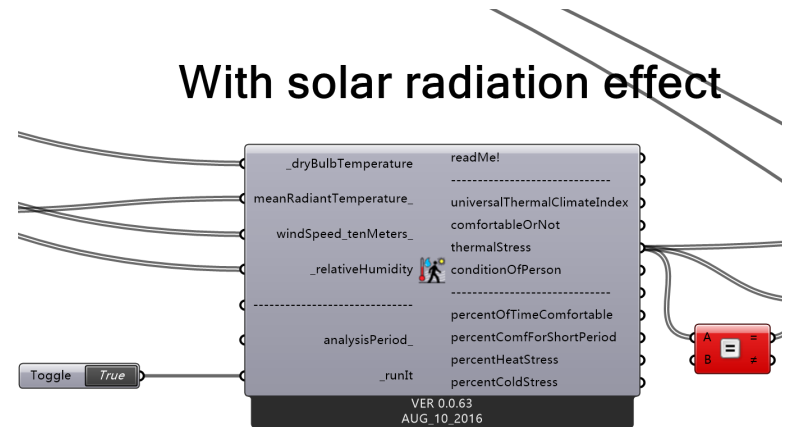 With solar radiation effect
_dryBulbTemperature
meanRadiantTemperature_
windSpeed_tenMeters_
_relativeHumidity
------------------------------
analysisPeriod_
_runIt
readMe!
------------------------------
universalThermalClimateIndex
comfortableOrNot
thermalStress
conditionOfPerson
------------------------------
percentOfTimeComfortable
percentComfForShortPeriod
percentHeatStress
percentColdStress
VER 0.0.63
AUG_10_2016
Toggle True
A =
B ≠
=